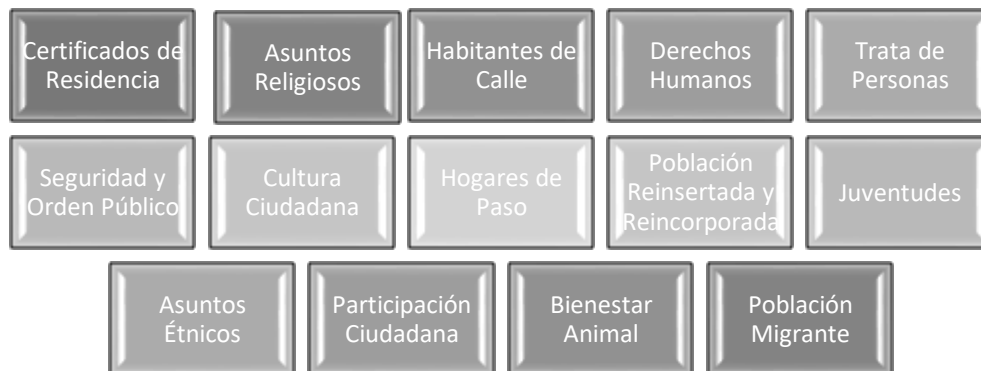 Certificados de
Residencia
Asuntos
Religiosos
Habitantes de
Calle
Derechos
Humanos
Trata de
Personas
Seguridad y
Orden Público
Cultura
Ciudadana
Hogares de
Paso
Población
Reinsertada y
Reincorporada
Juventudes
Asuntos
Étnicos
Participación
Ciudadana
Bienestar
Animal
Población
Migrante